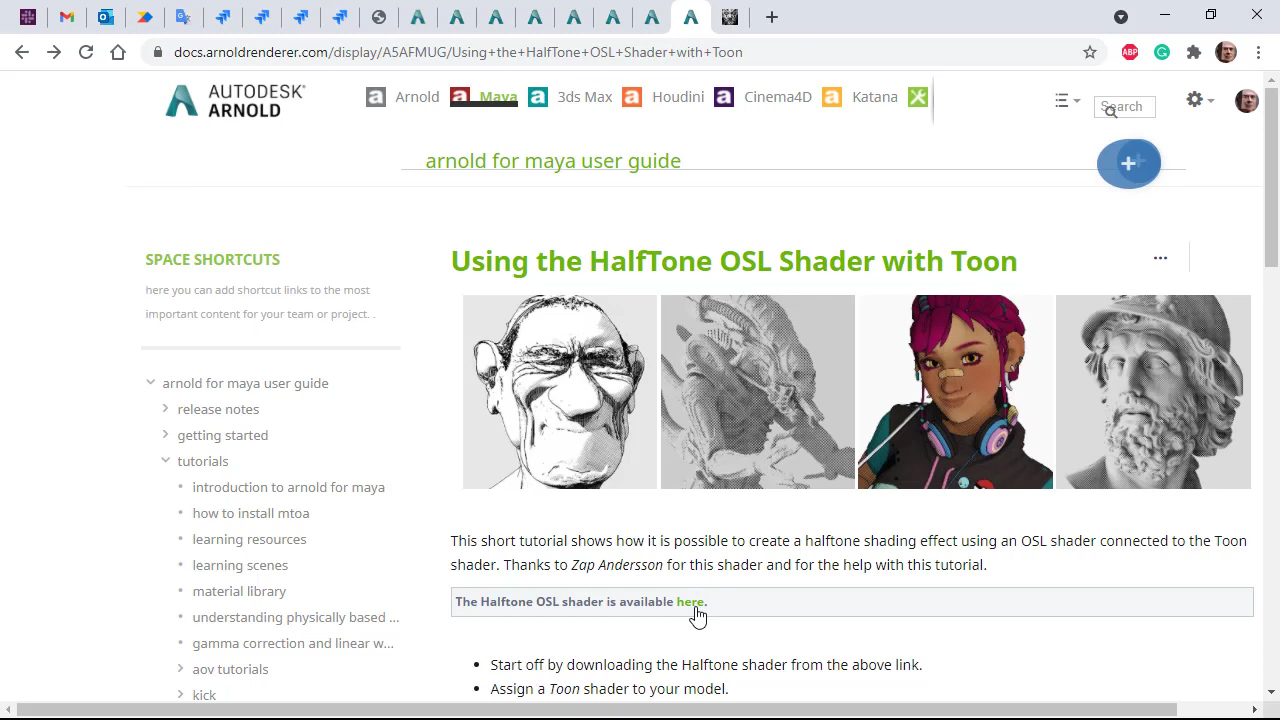 docs.arnoldrenderer.com/display/A5AFMUG/Using+the+HalfTone+OSL+Shader+with+Toon
ABP
AUTODESK®
ARNOLD
Arnold
Maya
3ds Max
Houdini
Cinema4D
Katana
Search
arnold for maya user guide
SPACE SHORTCUTS
here you can add shortcut links to the most
important content for your team or project. .
arnold for maya user guide
release notes
getting started
tutorials
introduction to arnold for maya
how to install mtoa
learning resources
learning scenes
material library
understanding physically based ...
gamma correction and linear w...
aov tutorials
kick
Using the HalfTone OSL Shader with Toon
This short tutorial shows how it is possible to create a halftone shading effect using an OSL shader connected to the Toon
shader. Thanks to Zap Andersson for this shader and for the help with this tutorial.
The Halftone OSL shader is available here.
• Start off by downloading the Halftone shader from the above link.
• Assign a Toon shader to your model.